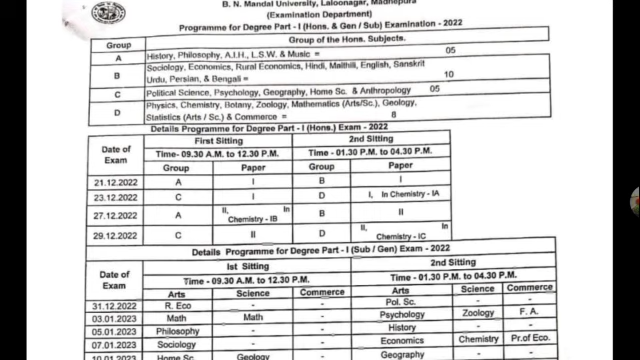 B. N. Mandal University, Laloonagar, Madhepura
(Examination Department)
Programme for Degree Part - I (Hons. & Gen / Sub) Examination - 2022
Group Group of the Hon. Subjects.
A History, Philosophy, A.I.H., L.S.W. & Music = 05
B Sociology, Economics, Rural Economics, Hindi, Maithili, English, Sanskrit
Urdu, Persian, & Bengali = 10
C Political Science, Psychology, Geography, Home Sc. & Anthropology 05
D Physics, Chemistry, Botany, Zoology, Mathematics (Arts/Sc.), Geology,
Statistics (Arts / Sc.) & Commerce = 8
Details Programme for Degree Part-I (Hons.) Exam -2022
Date of Exam First Sitting 2nd Sitting
Time- 09.30 A.M. to 12.30 P.M. Time - 01.30 P.M. to 04.30 P.M.
Group Paper Group Paper
21.12.2022 A I B I
23.12.2022 C I D I, In Chemistry - IA
27.12.2022 A II, In Chemistry - IB B II
29.12.2022 C II D II, In Chemistry - IC
Details Programme for Degree Part-I (Sub / Gen) Exam - 2022
Date of Exam Ist Sitting 2nd Sitting
Time - 09.30 A.M. to 12.30 P.M. Time - 01.30 P.M. to 04.30 P.M.
Arts Science Commerce Arts Science Commerce
31.12.2022 R. Eco - - Pol. Sc. - -
03.01.2023 Math Math - Psychology Zoology F. A.
05.01.2023 Philosophy - - History - -
07.01.2023 Sociology - - Economics Chemistry Pr.of Eco.
10.01.2023 Home Sc. Geology - Geography - -